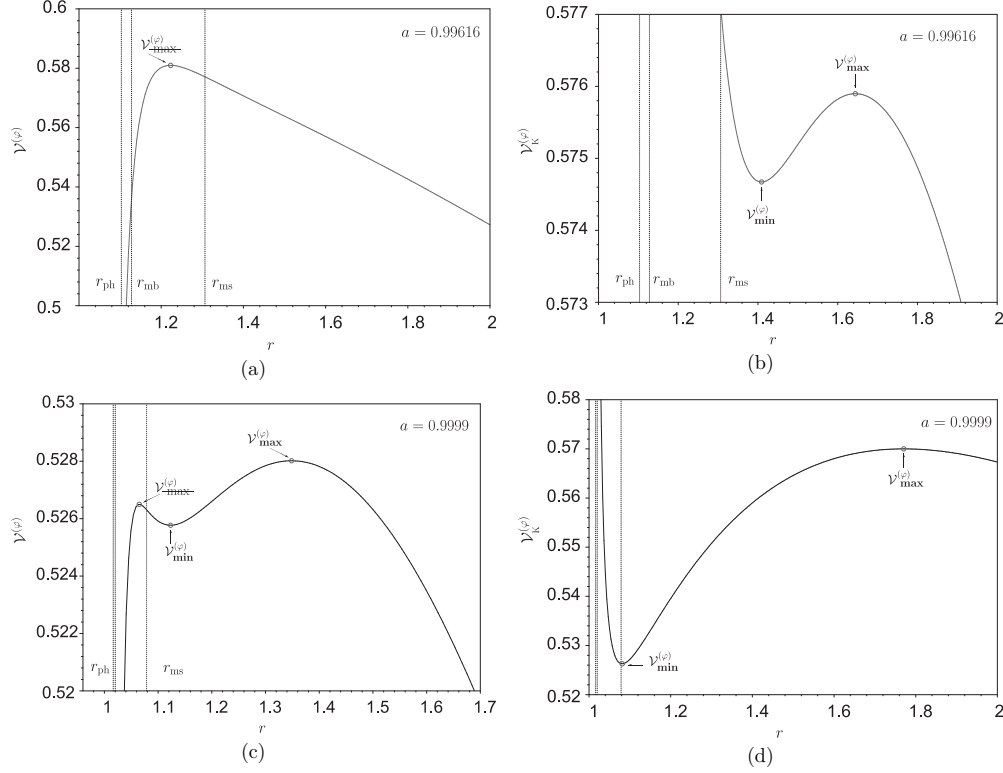 0.6
0.58
0.56
0.54
0.52
0.5
𝒱^(φ)
𝒱^(φ)_max
a = 0.99616
r_ph
r_mb
r_ms
1.2
1.4
1.6
1.8
2
r
(a)
0.577
0.576
0.575
0.574
0.573
𝒱_K^(φ)
a = 0.99616
𝒱^(φ)_max
𝒱^(φ)_min
r_ph
r_mb
r_ms
1
1.2
1.4
1.6
1.8
2
r
(b)
0.53
0.528
0.526
0.524
0.522
0.52
𝒱^(φ)
a = 0.9999
𝒱^(φ)_max
𝒱^(φ)_max
𝒱^(φ)_min
r_ph
r_ms
1
1.1
1.2
1.3
1.4
1.5
1.6
1.7
r
(c)
0.58
0.57
0.56
0.55
0.54
0.53
0.52
𝒱_K^(φ)
a = 0.9999
𝒱^(φ)_max
𝒱^(φ)_min
1
1.2
1.4
1.6
1.8
2
r
(d)